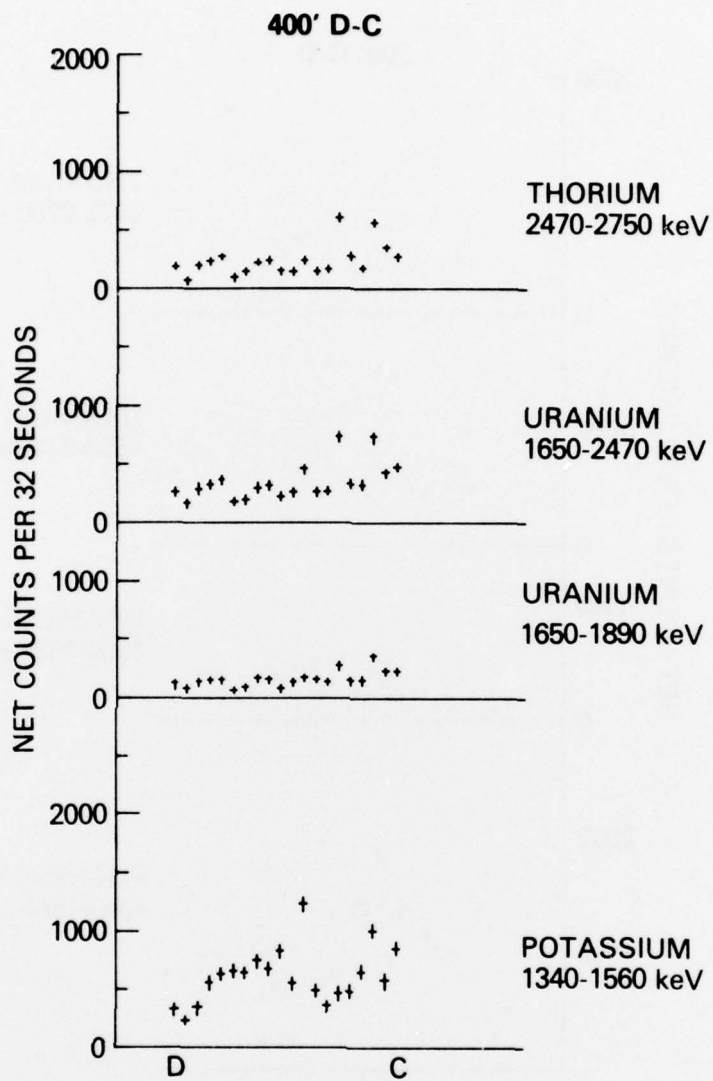 400' D-C
2000
1000
0
THORIUM
2470-2750 keV
1000
0
URANIUM
1650-2470 keV
1000
0
URANIUM
1650-1890 keV
2000
1000
0
POTASSIUM
1340-1560 keV
NET COUNTS PER 32 SECONDS
D C